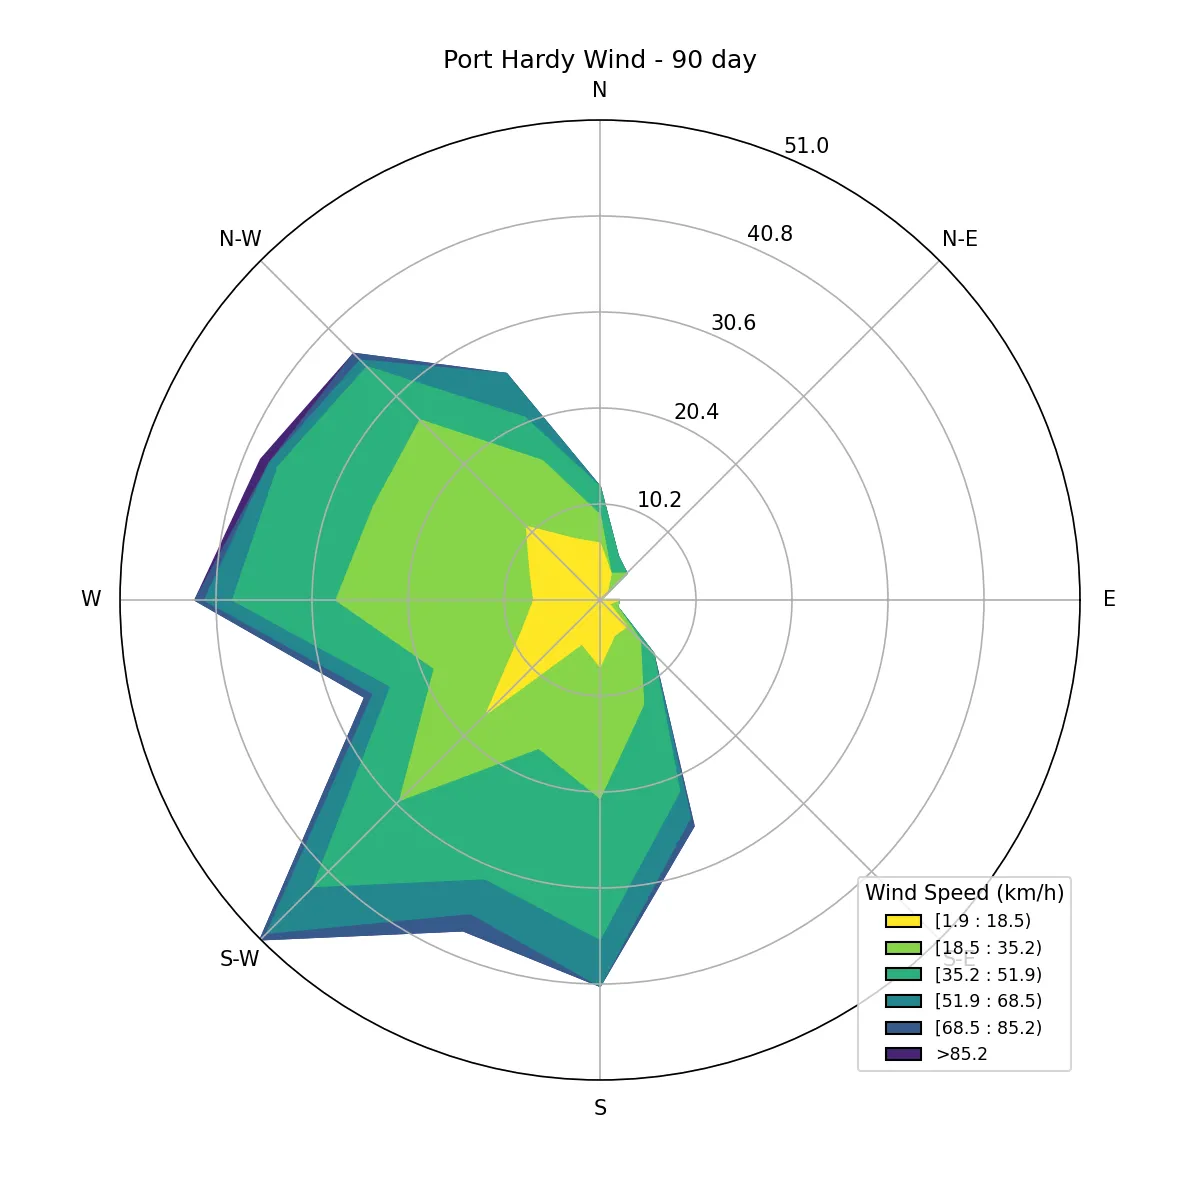 Port Hardy Wind - 90 day
N
51.0
N-W
40.8
N-E
30.6
20.4
10.2
W
E
Wind Speed (km/h)
[1.9 : 18.5)
[18.5 : 35.2)
S-W
S-E
[35.2 : 51.9)
[51.9 : 68.5)
[68.5 : 85.2)
>85.2
S